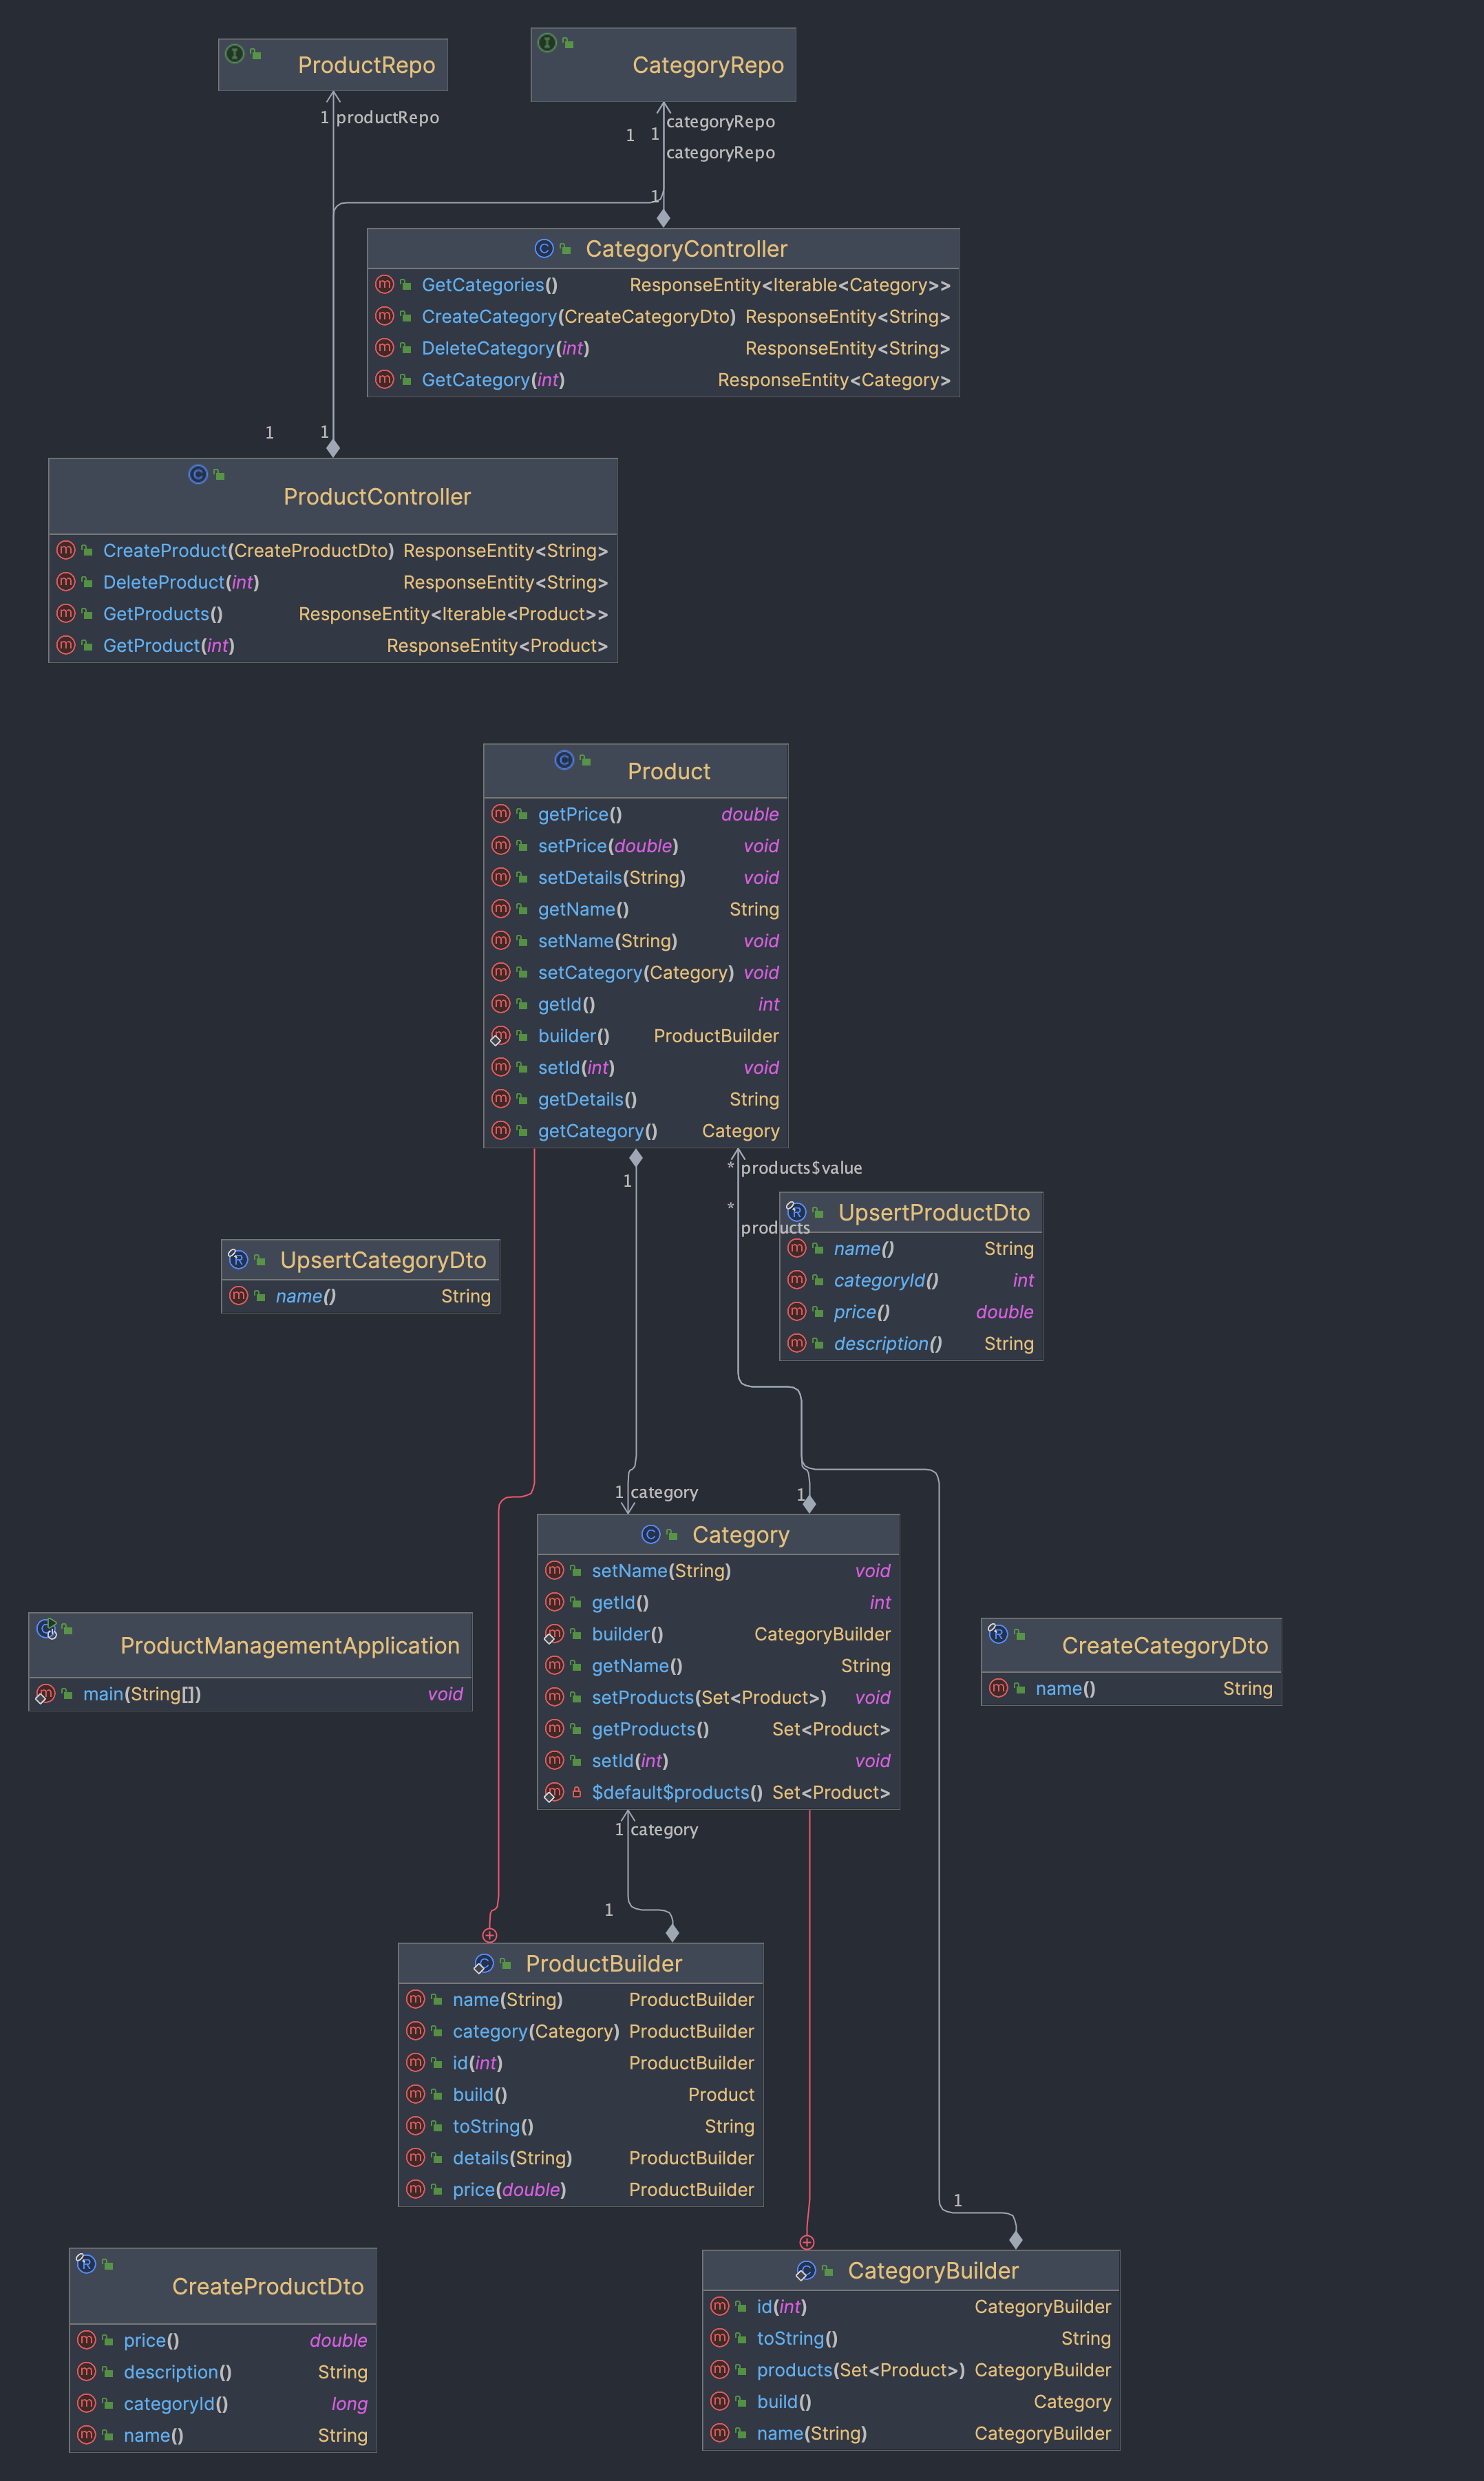 ProductRepo
CategoryRepo
1 productRepo
1 1 categoryRepo
categoryRepo
1
CategoryController
GetCategories() ResponseEntity<Iterable<Category>>
CreateCategory(CreateCategoryDto) ResponseEntity<String>
DeleteCategory(int) ResponseEntity<String>
GetCategory(int) ResponseEntity<Category>
1 1
ProductController
CreateProduct(CreateProductDto) ResponseEntity<String>
DeleteProduct(int) ResponseEntity<String>
GetProducts() ResponseEntity<Iterable<Product>>
GetProduct(int) ResponseEntity<Product>
Product
getPrice() double
setPrice(double) void
setDetails(String) void
getName() String
setName(String) void
setCategory(Category) void
getId() int
builder() ProductBuilder
setId(int) void
getDetails() String
getCategory() Category
1
* products$value
*
products
UpsertProductDto
name() String
categoryId() int
price() double
description() String
UpsertCategoryDto
name() String
1 category
1
Category
setName(String) void
getId() int
builder() CategoryBuilder
getName() String
setProducts(Set<Product>) void
getProducts() Set<Product>
setId(int) void
$default$products() Set<Product>
ProductManagementApplication
main(String[]) void
CreateCategoryDto
name() String
1 category
1
ProductBuilder
name(String) ProductBuilder
category(Category) ProductBuilder
id(int) ProductBuilder
build() Product
toString() String
details(String) ProductBuilder
price(double) ProductBuilder
1
CreateProductDto
price() double
description() String
categoryId() long
name() String
CategoryBuilder
id(int) CategoryBuilder
toString() String
products(Set<Product>) CategoryBuilder
build() Category
name(String) CategoryBuilder